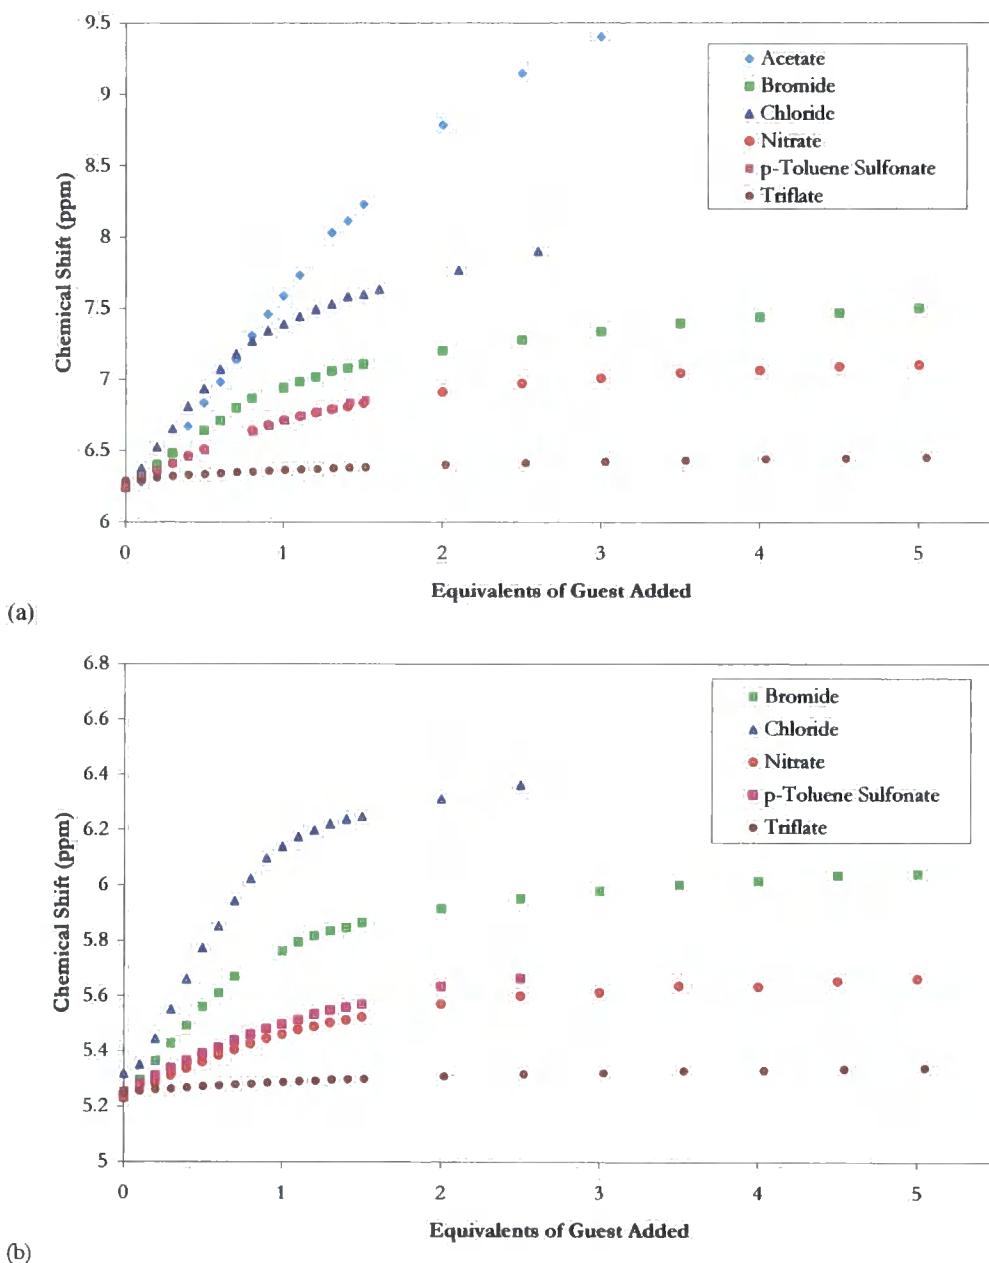 9.5
9
8.5
8
7.5
7
6.5
6
Chemical Shift (ppm)
Acetate
Bromide
Chloride
Nitrate
p-Toluene Sulfonate
Triflate
0 1 2 3 4 5
Equivalents of Guest Added
(a)
6.8
6.6
6.4
6.2
6
5.8
5.6
5.4
5.2
5
Chemical Shift (ppm)
Bromide
Chloride
Nitrate
p-Toluene Sulfonate
Triflate
0 1 2 3 4 5
Equivalents of Guest Added
(b)